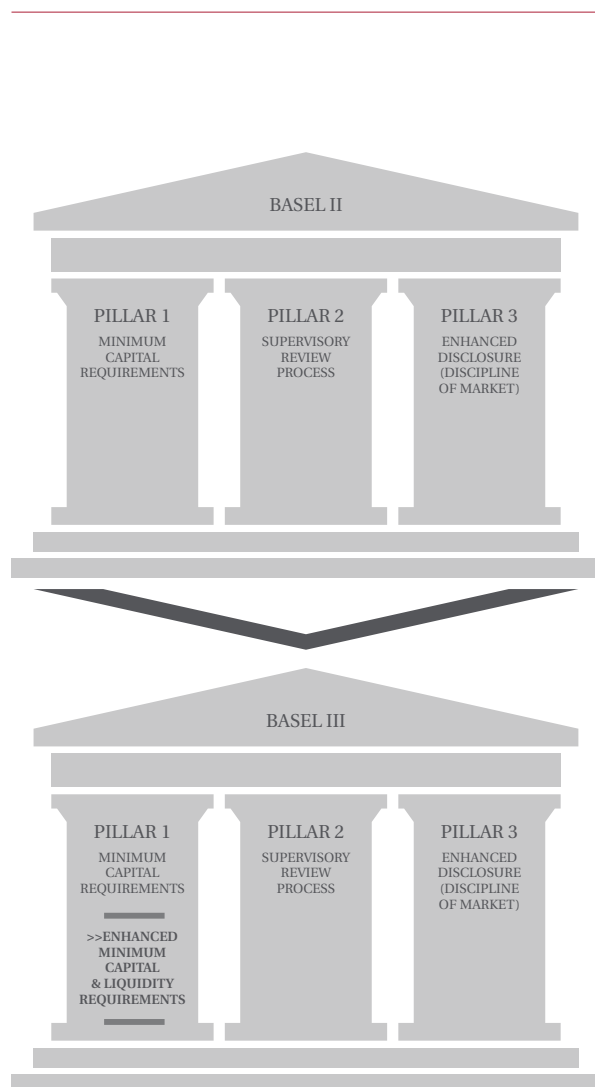 BASEL II
PILLAR 1
MINIMUM
CAPITAL
REQUIREMENTS
PILLAR 2
SUPERVISORY
REVIEW
PROCESS
PILLAR 3
ENHANCED
DISCLOSURE
(DISCIPLINE
OF MARKET)
BASEL III
PILLAR 1
MINIMUM
CAPITAL
REQUIREMENTS
>>ENHANCED
MINIMUM
CAPITAL
& LIQUIDITY
REQUIREMENTS
PILLAR 2
SUPERVISORY
REVIEW
PROCESS
PILLAR 3
ENHANCED
DISCLOSURE
(DISCIPLINE
OF MARKET)